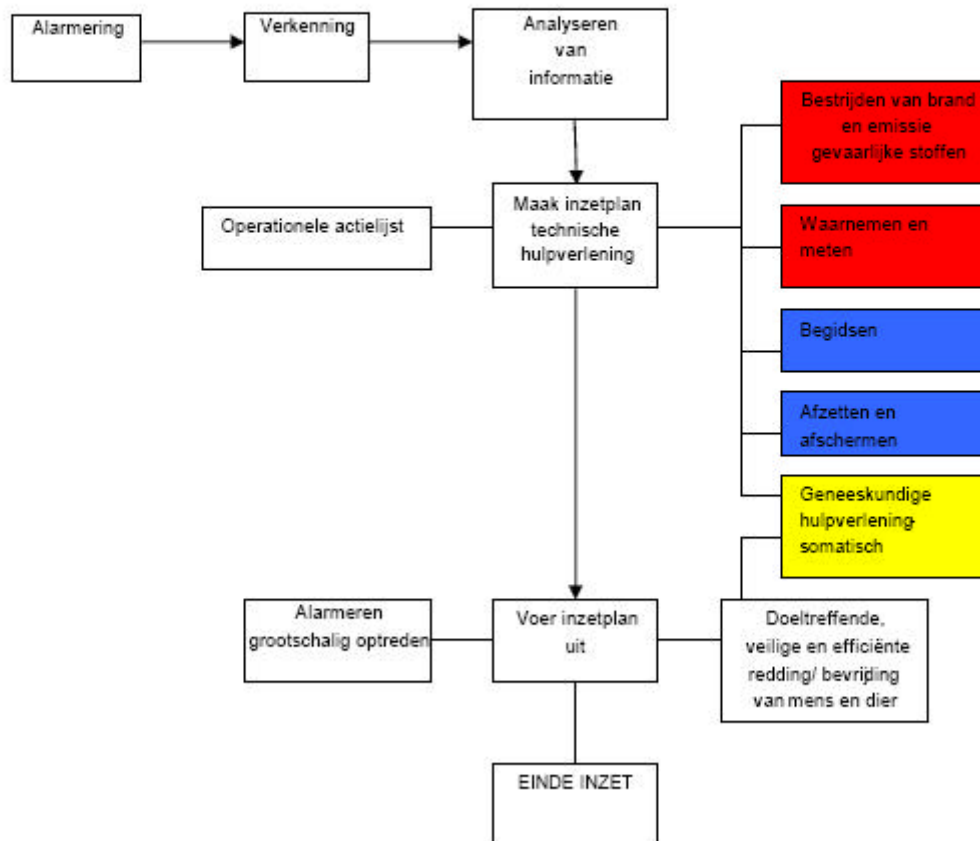 Alarmering
Verkenning
Analyseren
van
informatie
Bestrijden van brand
en emissie
gevaarlijke stoffen
Operationele actielijst
Maak inzetplan
technische
hulpverlening
Waarnemen en
meten
Begidsen
Afzetten en
afschermen
Geneeskundige
hulpverlening-
somatisch
Alarmeren
grootschalig optreden
Voer inzetplan
uit
Doeltreffende,
veilige en efficiënte
redding/ bevrijding
van mens en dier
EINDE INZET